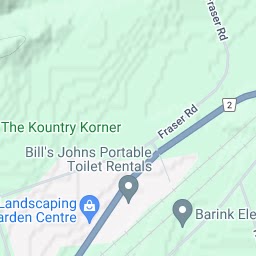 Fraser Rd
2
Fraser Rd
The Kountry Korner
Bill's Johns Portable
Toilet Rentals
Landscaping
arden Centre
Barink Ele